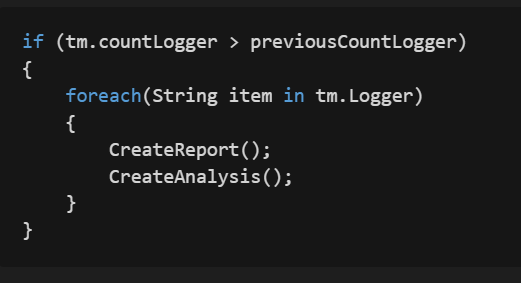 if (tm.countLogger > previousCountLogger)
{
    foreach(String item in tm.Logger)
    {
        CreateReport();
        CreateAnalysis();
    }
}